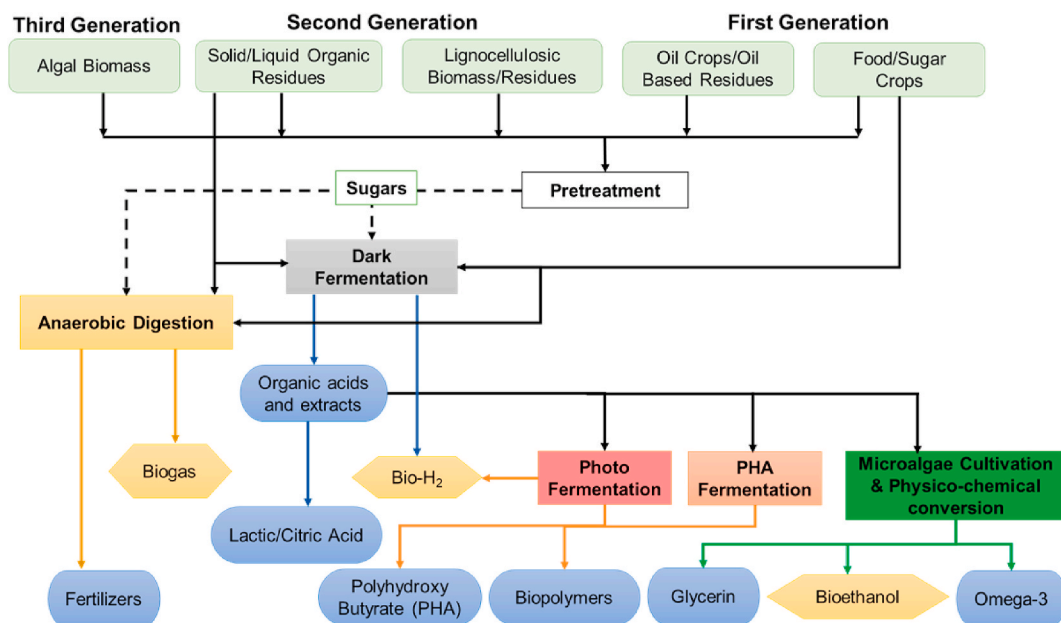 Third Generation
Second Generation
First Generation
Algal Biomass
Solid/Liquid Organic
Residues
Lignocellulosic
Biomass/Residues
Oil Crops/Oil
Based Residues
Food/Sugar
Crops
Sugars
Pretreatment
Dark
Fermentation
Anaerobic Digestion
Organic acids
and extracts
Biogas
Bio-H₂
Photo
Fermentation
PHA
Fermentation
Microalgae Cultivation
& Physico-chemical
conversion
Lactic/Citric Acid
Fertilizers
Polyhydroxy
Butyrate (PHA)
Biopolymers
Glycerin
Bioethanol
Omega-3